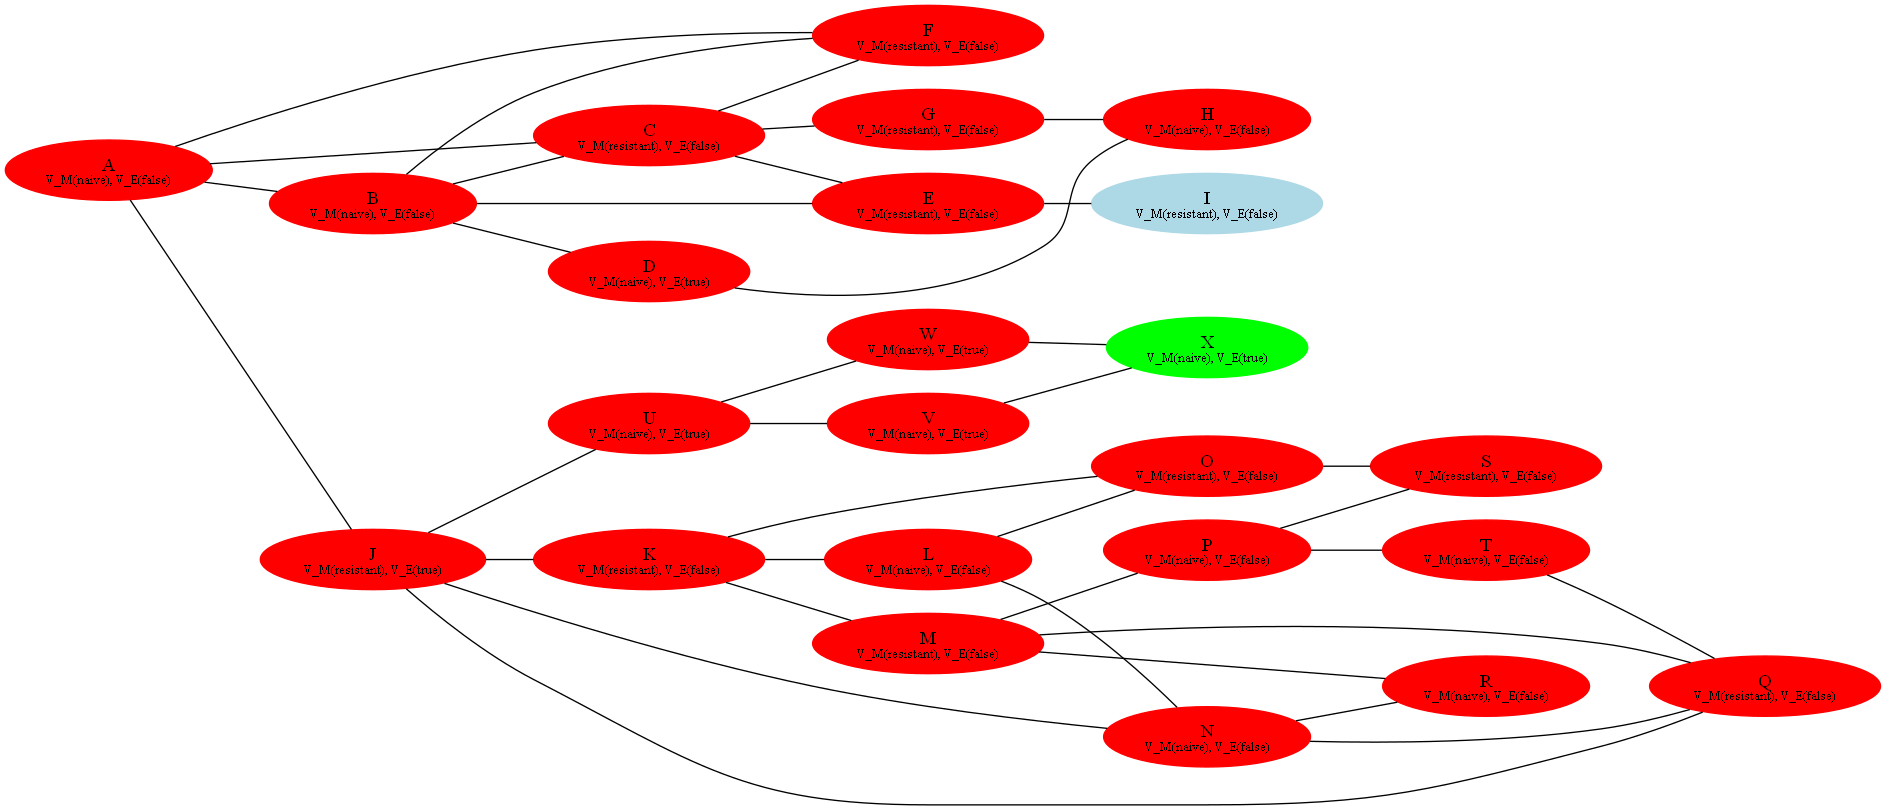 F
V_M(resistant), V_E(false)
C
V_M(resistant), V_E(false)
G
V_M(resistant), V_E(false)
H
V_M(naive), V_E(false)
A
V_M(naive), V_E(false)
B
V_M(naive), V_E(false)
E
V_M(resistant), V_E(false)
I
V_M(resistant), V_E(false)
D
V_M(naive), V_E(true)
W
V_M(naive), V_E(true)
X
V_M(naive), V_E(true)
U
V_M(naive), V_E(true)
V
V_M(naive), V_E(true)
O
V_M(resistant), V_E(false)
S
V_M(resistant), V_E(false)
J
V_M(resistant), V_E(true)
K
V_M(resistant), V_E(false)
L
V_M(naive), V_E(false)
P
V_M(naive), V_E(false)
T
V_M(naive), V_E(false)
M
V_M(resistant), V_E(false)
R
V_M(naive), V_E(false)
Q
V_M(resistant), V_E(false)
N
V_M(naive), V_E(false)